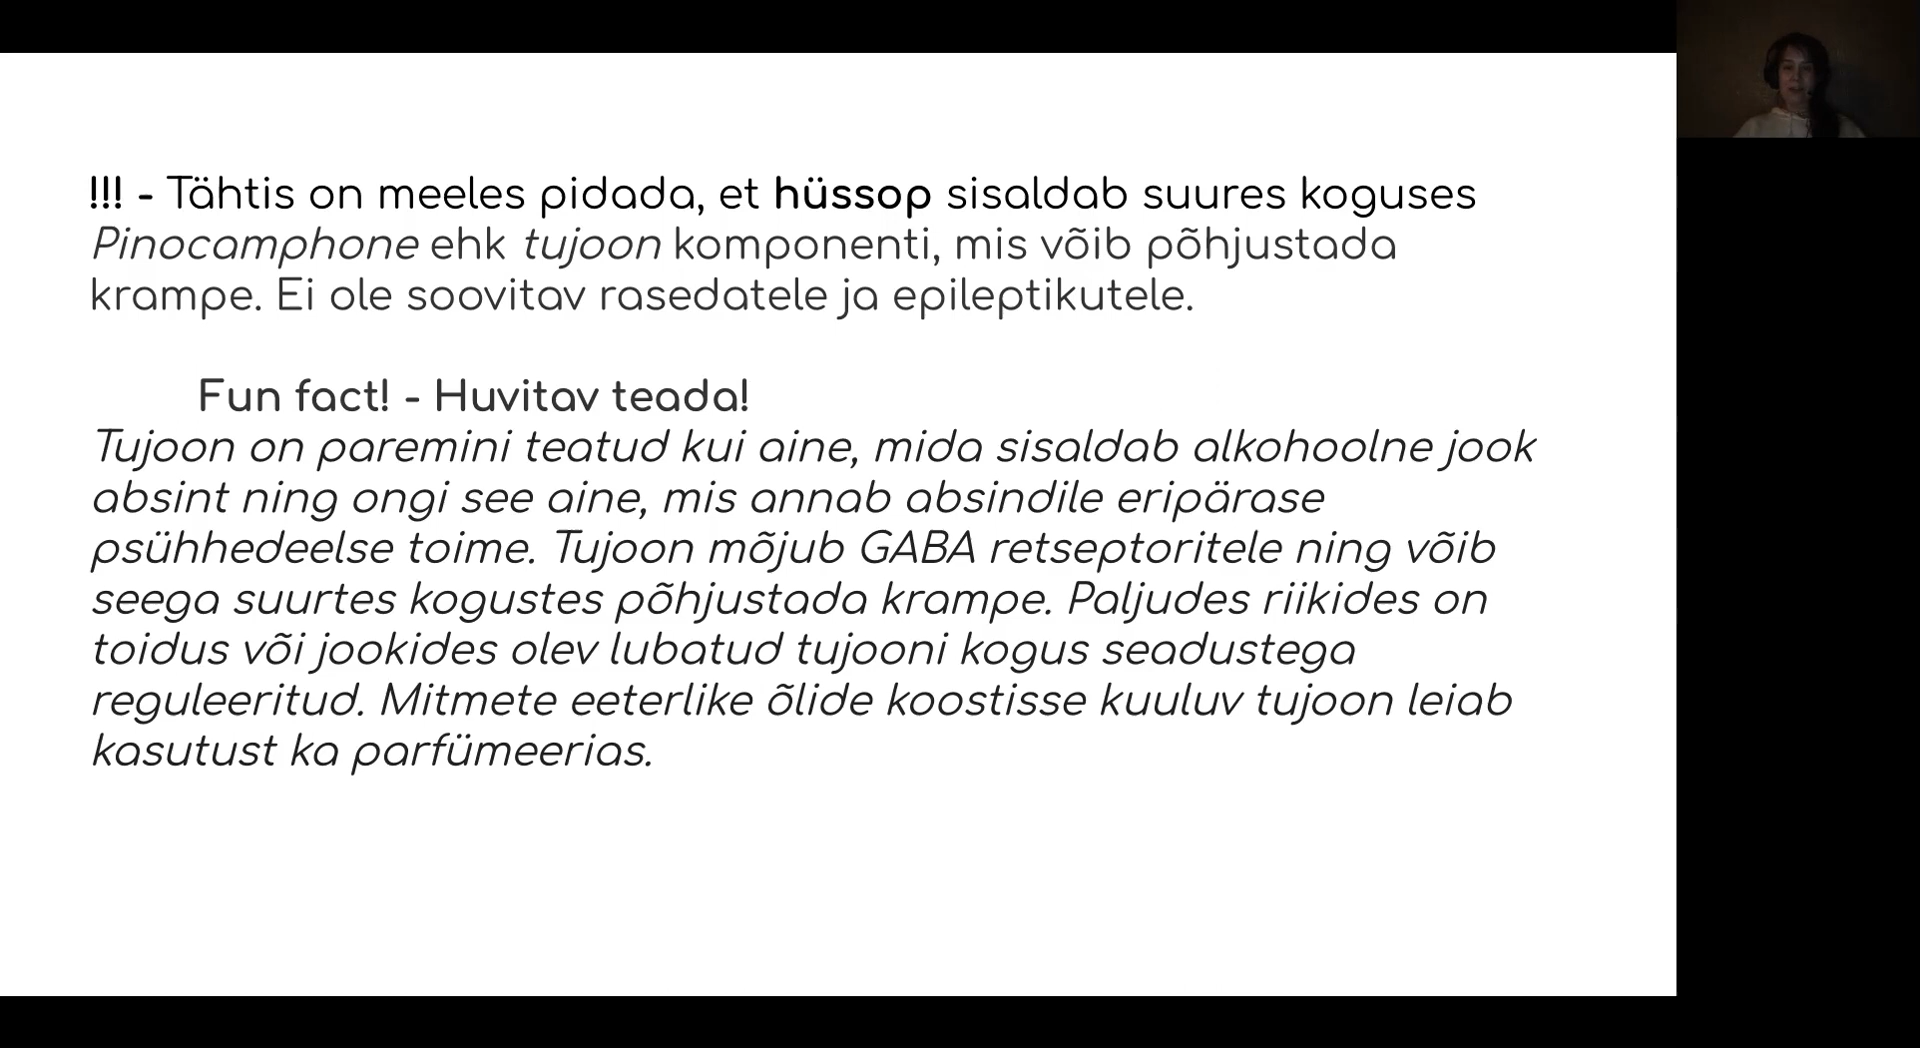 !!! - Tähtis on meeles pidada, et hüssop sisaldab suures koguses
Pinocamphone ehk tujoon komponenti, mis võib põhjustada
krampe. Ei ole soovitav rasedatele ja epileptikutele.
Fun fact! - Huvitav teada!
Tujoon on paremini teatud kui aine, mida sisaldab alkohoolne jook
absint ning ongi see aine, mis annab absindile eripärase
psühhedeelse toime. Tujoon mõjub GABA retseptoritele ning võib
seega suurtes kogustes põhjustada krampe. Paljudes riikides on
toidus või jookides olev lubatud tujooni kogus seadustega
reguleeritud. Mitmete eeterlike õlide koostisse kuuluv tujoon leiab
kasutust ka parfümeerias.